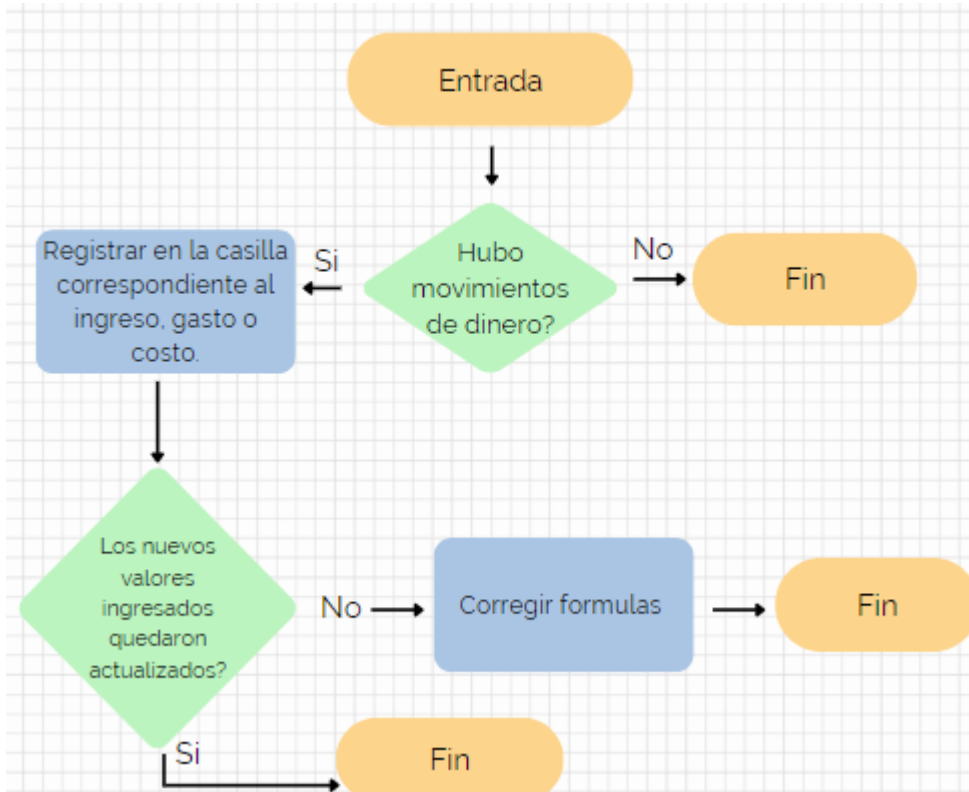 Entrada
Hubo
movimientos
de dinero?
No
Fin
Si
Registrar en la casilla
correspondiente al
ingreso, gasto o
costo.
Los nuevos
valores
ingresados
quedaron
actualizados?
No
Corregir formulas
Fin
Si
Fin